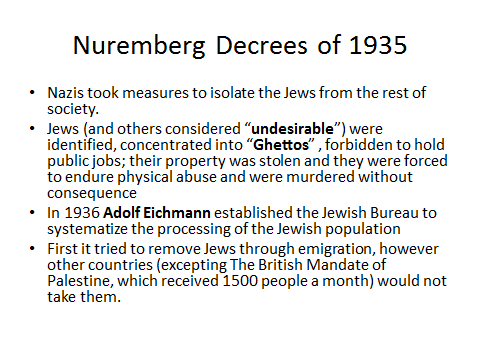 Nuremberg Decrees of 1935
• Nazis took measures to isolate the Jews from the rest of
society.
• Jews (and others considered “undesirable”) were
identified, concentrated into “Ghettos” , forbidden to hold
public jobs; their property was stolen and they were forced
to endure physical abuse and were murdered without
consequence
• In 1936 Adolf Eichmann established the Jewish Bureau to
systematize the processing of the Jewish population
• First it tried to remove Jews through emigration, however
other countries (excepting The British Mandate of
Palestine, which received 1500 people a month) would not
take them.